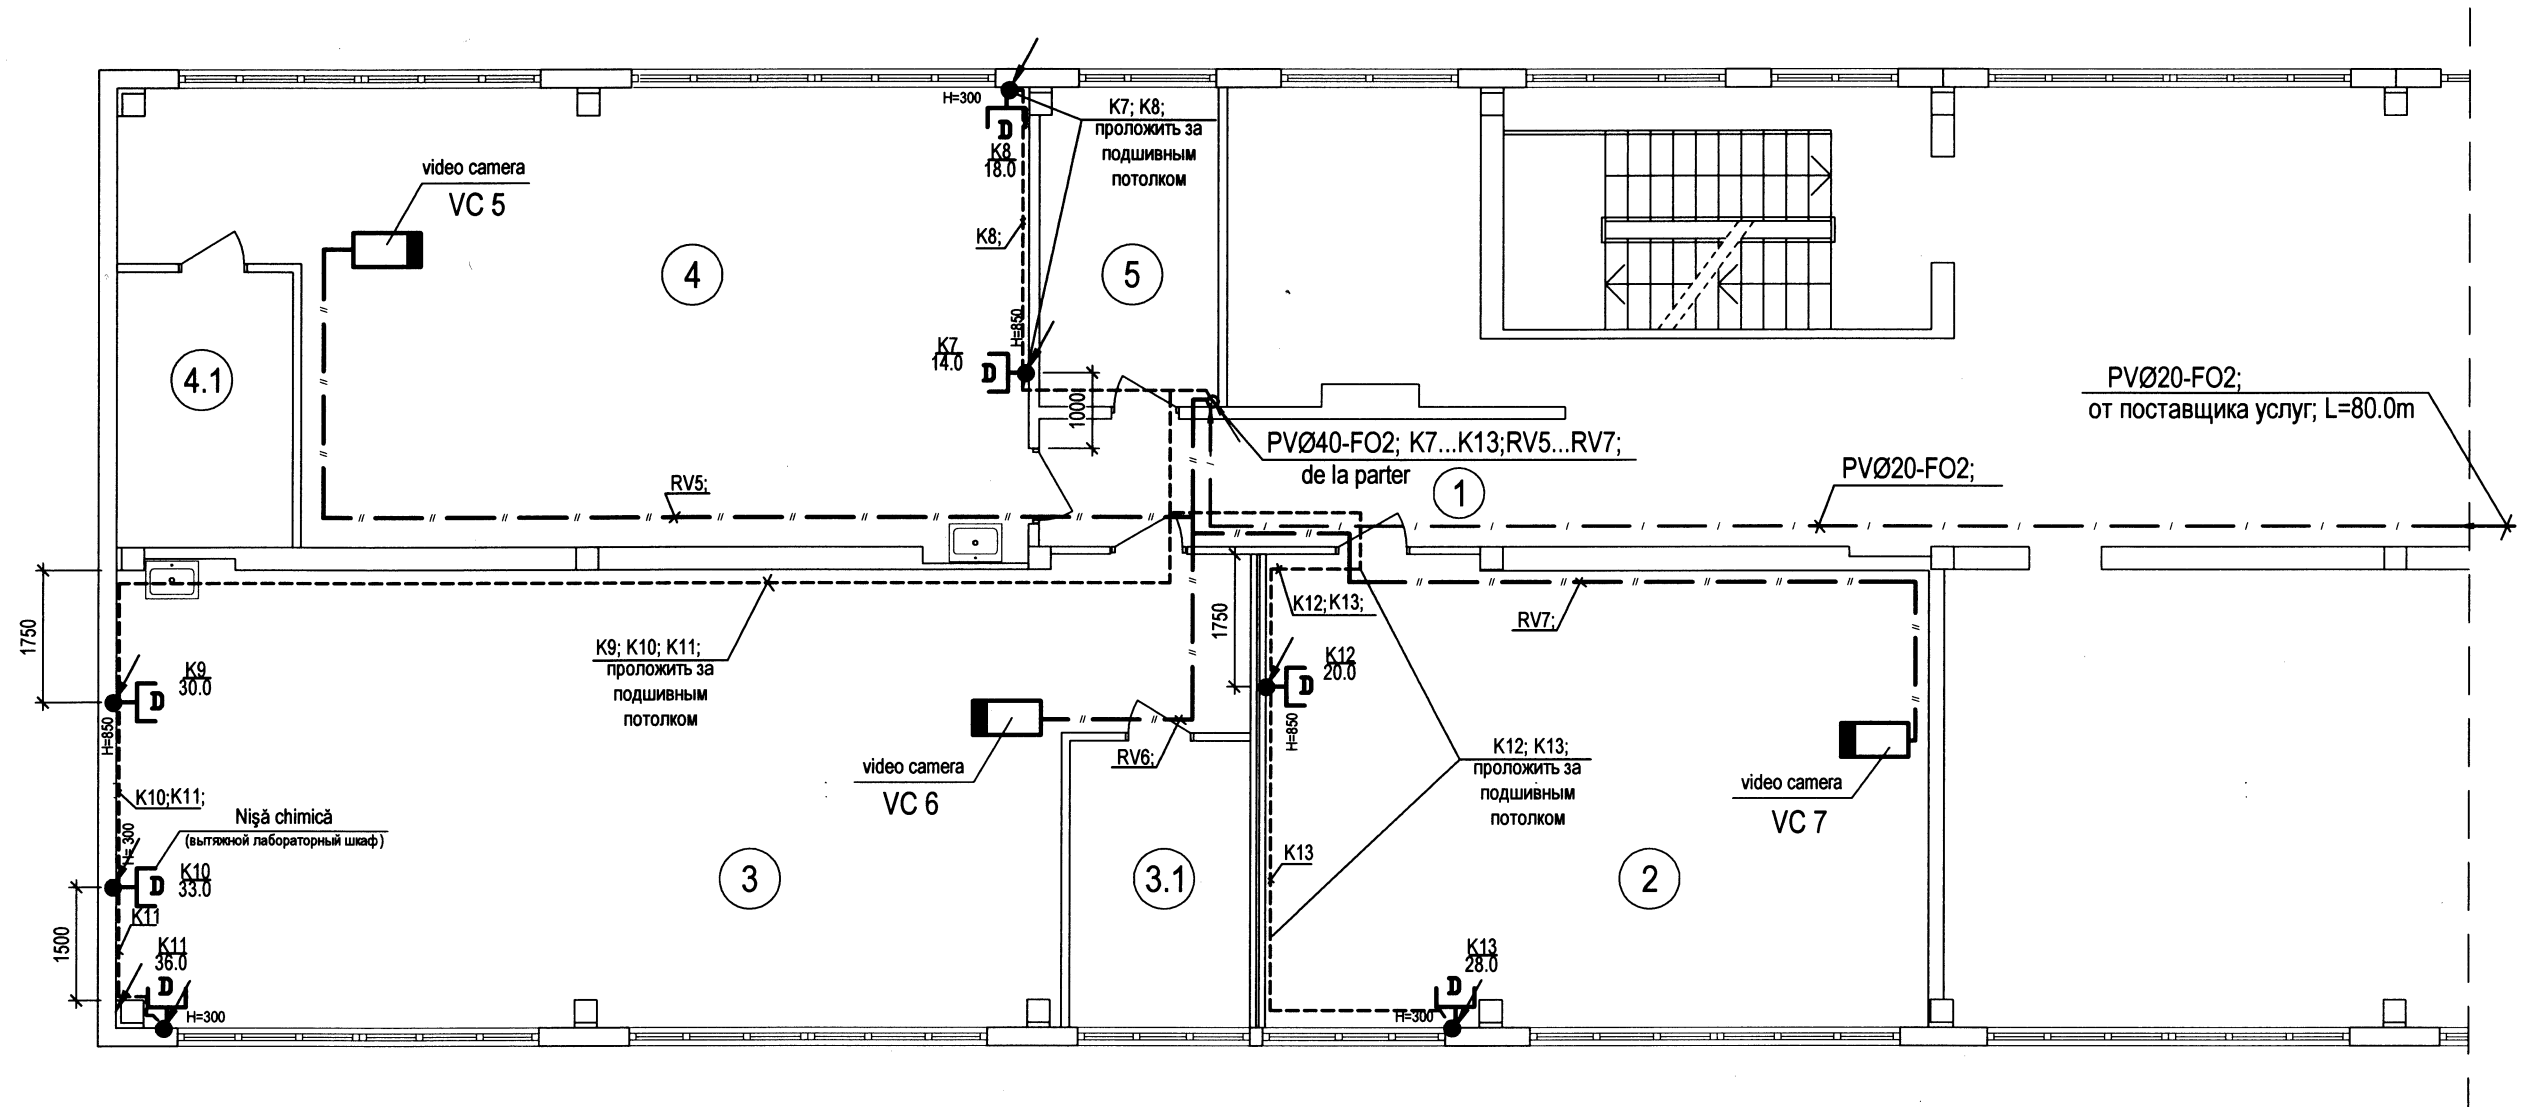 H=300
D
K8
18.0
K7; K8;
проложить за
подшивным
потолком
video camera
VC 5
K8;
4
5
H=850
K7
14.0
D
4.1
1000
PVØ20-FO2;
от поставщика услуг; L=80.0m
PVØ40-FO2; K7...K13;RV5...RV7;
de la parter
PVØ20-FO2;
1
RV5;
1750
K9; K10; K11;
проложить за
подшивным
потолком
K12; K13;
1750
RV7;
K9
30.0
D
H=850
K12
20.0
D
H=850
RV6;
video camera
VC 6
K12; K13;
проложить за
подшивным
потолком
video camera
VC 7
K10;K11;
Nişă chimică
(вытяжной лабораторный шкаф)
H=300
K10
33.0
D
3
3.1
K13
2
K11
1500
K11
36.0
D
H=300
K13
28.0
D
H=300